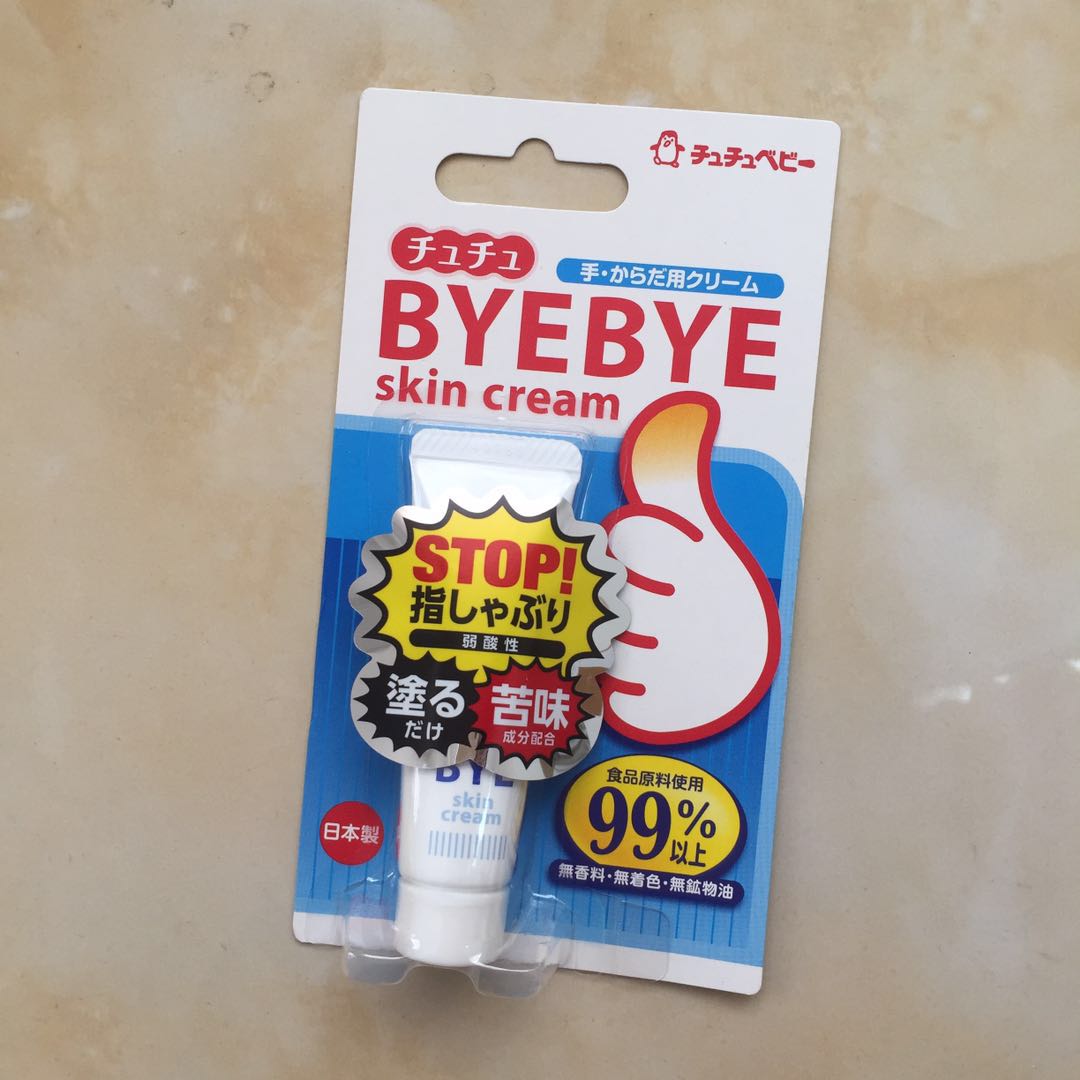 チュチュベビー
チュチュ
手・からだ用クリーム
BYEBYE
skin cream
STOP!
指しゃぶり
弱酸性
塗る
だけ
苦味
成分配合
BYE
skin
cream
日本製
食品原料使用
99%
以上
無香料・無着色・無鉱物油